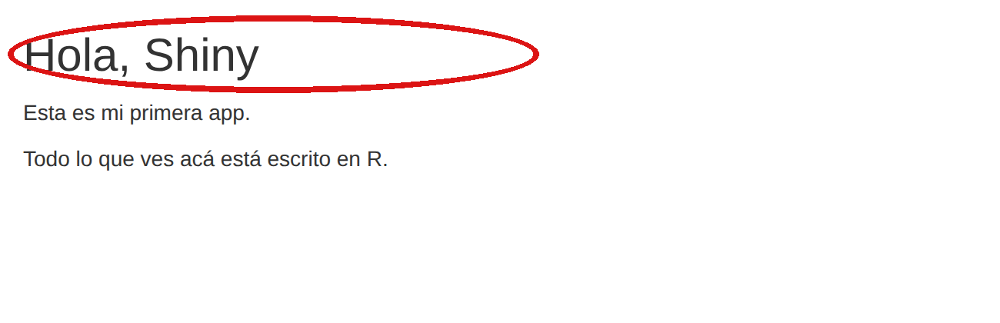 Hola, Shiny
Esta es mi primera app.
Todo lo que ves acá está escrito en R.